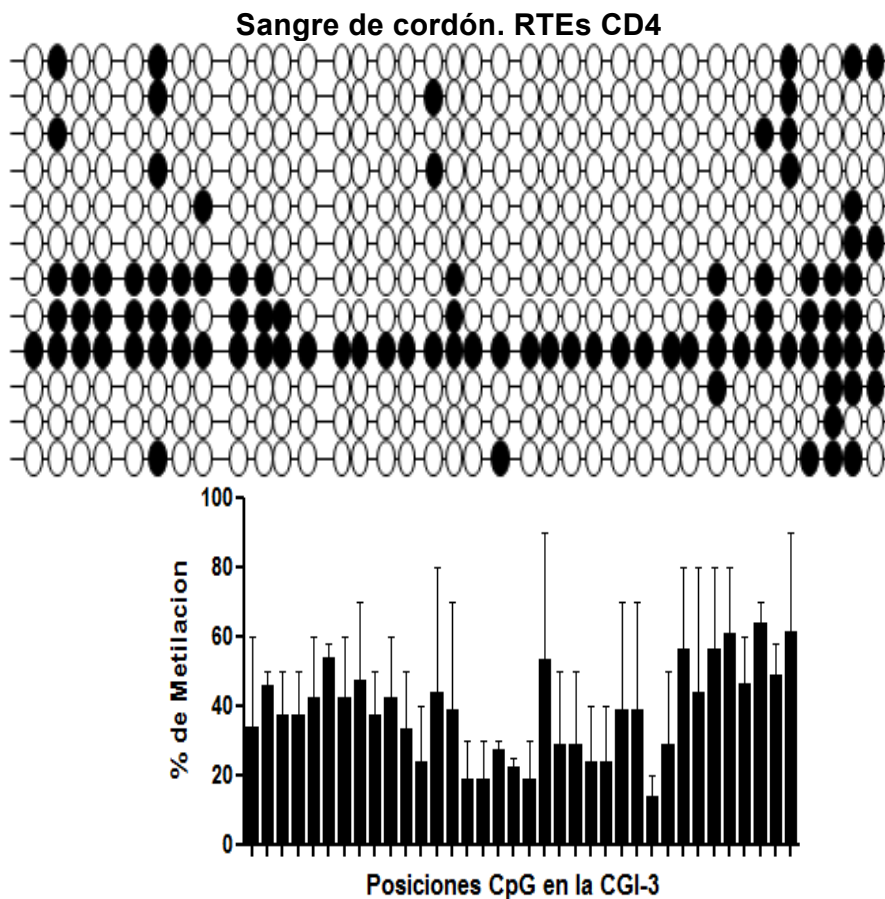 Sangre de cordón. RTEs CD4
100
80
60
40
20
0
% de Metilacion
Posiciones CpG en la CGI-3